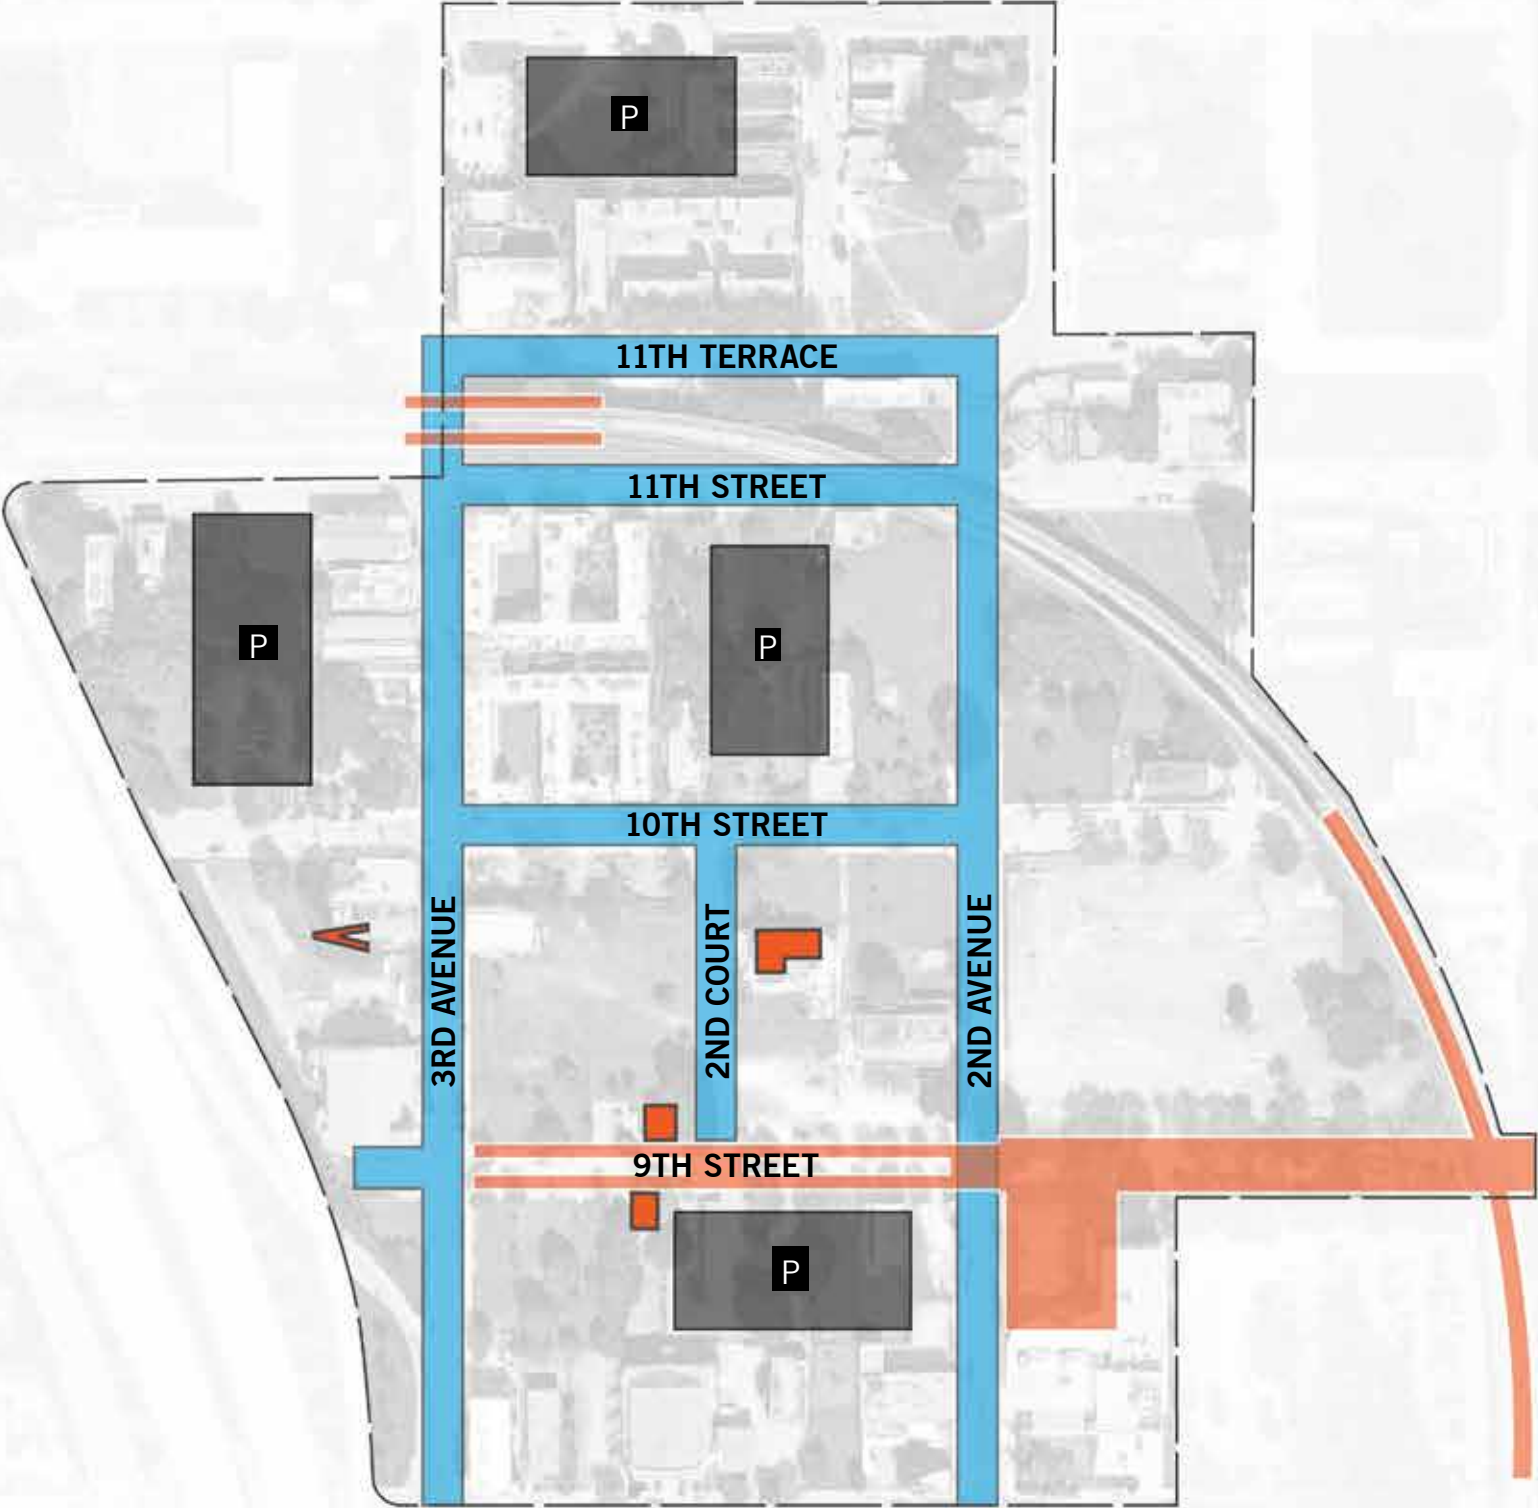 P
11TH TERRACE
11TH STREET
P
P
10TH STREET
3RD AVENUE
2ND COURT
2ND AVENUE
9TH STREET
P